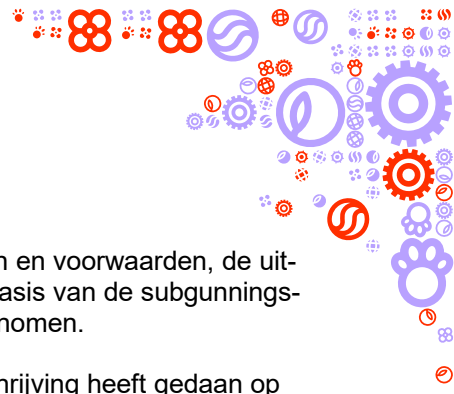 n en voorwaarden, de uit-
asis van de subgunnings-
nomen.
hrijving heeft gedaan op